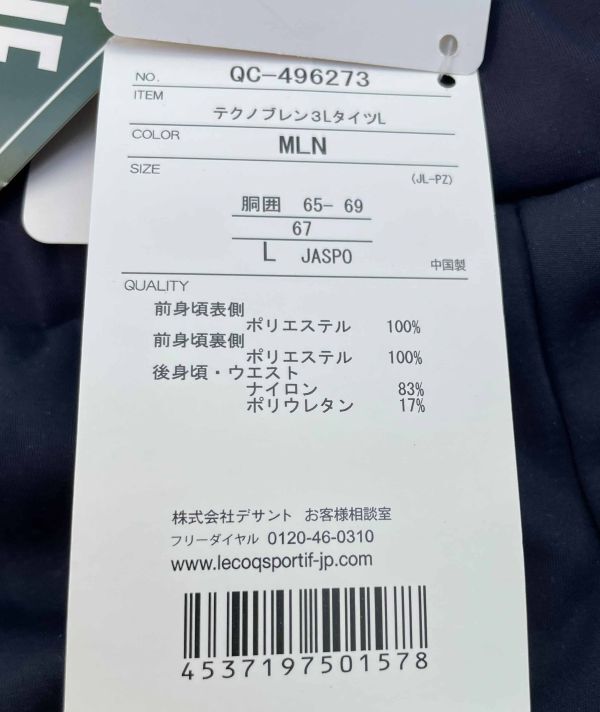 NO. QC-496273
ITEM
テクノブレン3LタイツL
COLOR MLN
SIZE
(JL-PZ)
胴囲 65- 69
67
L JASPO
中国製
QUALITY
前身頃表側
ポリエステル 100%
前身頃裏側
ポリエステル 100%
後身頃・ウエスト
ナイロン 83%
ポリウレタン 17%
株式会社デサント お客様相談室
フリーダイヤル 0120-46-0310
www.lecoqsportif-jp.com
4537197501578